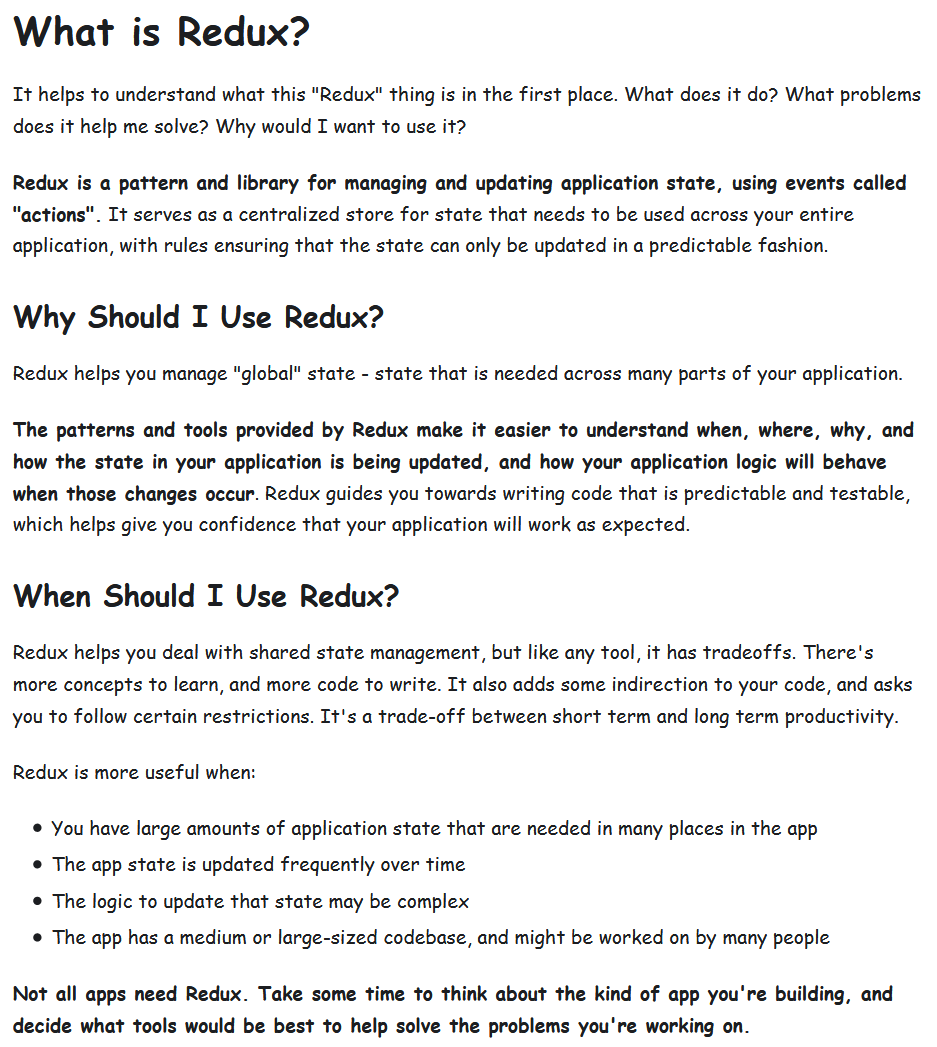 What is Redux?
It helps to understand what this "Redux" thing is in the first place. What does it do? What problems
does it help me solve? Why would I want to use it?
Redux is a pattern and library for managing and updating application state, using events called
"actions". It serves as a centralized store for state that needs to be used across your entire
application, with rules ensuring that the state can only be updated in a predictable fashion.
Why Should I Use Redux?
Redux helps you manage "global" state - state that is needed across many parts of your application.
The patterns and tools provided by Redux make it easier to understand when, where, why, and
how the state in your application is being updated, and how your application logic will behave
when those changes occur. Redux guides you towards writing code that is predictable and testable,
which helps give you confidence that your application will work as expected.
When Should I Use Redux?
Redux helps you deal with shared state management, but like any tool, it has tradeoffs. There's
more concepts to learn, and more code to write. It also adds some indirection to your code, and asks
you to follow certain restrictions. It's a trade-off between short term and long term productivity.
Redux is more useful when:
• You have large amounts of application state that are needed in many places in the app
• The app state is updated frequently over time
• The logic to update that state may be complex
• The app has a medium or large-sized codebase, and might be worked on by many people
Not all apps need Redux. Take some time to think about the kind of app you're building, and
decide what tools would be best to help solve the problems you're working on.